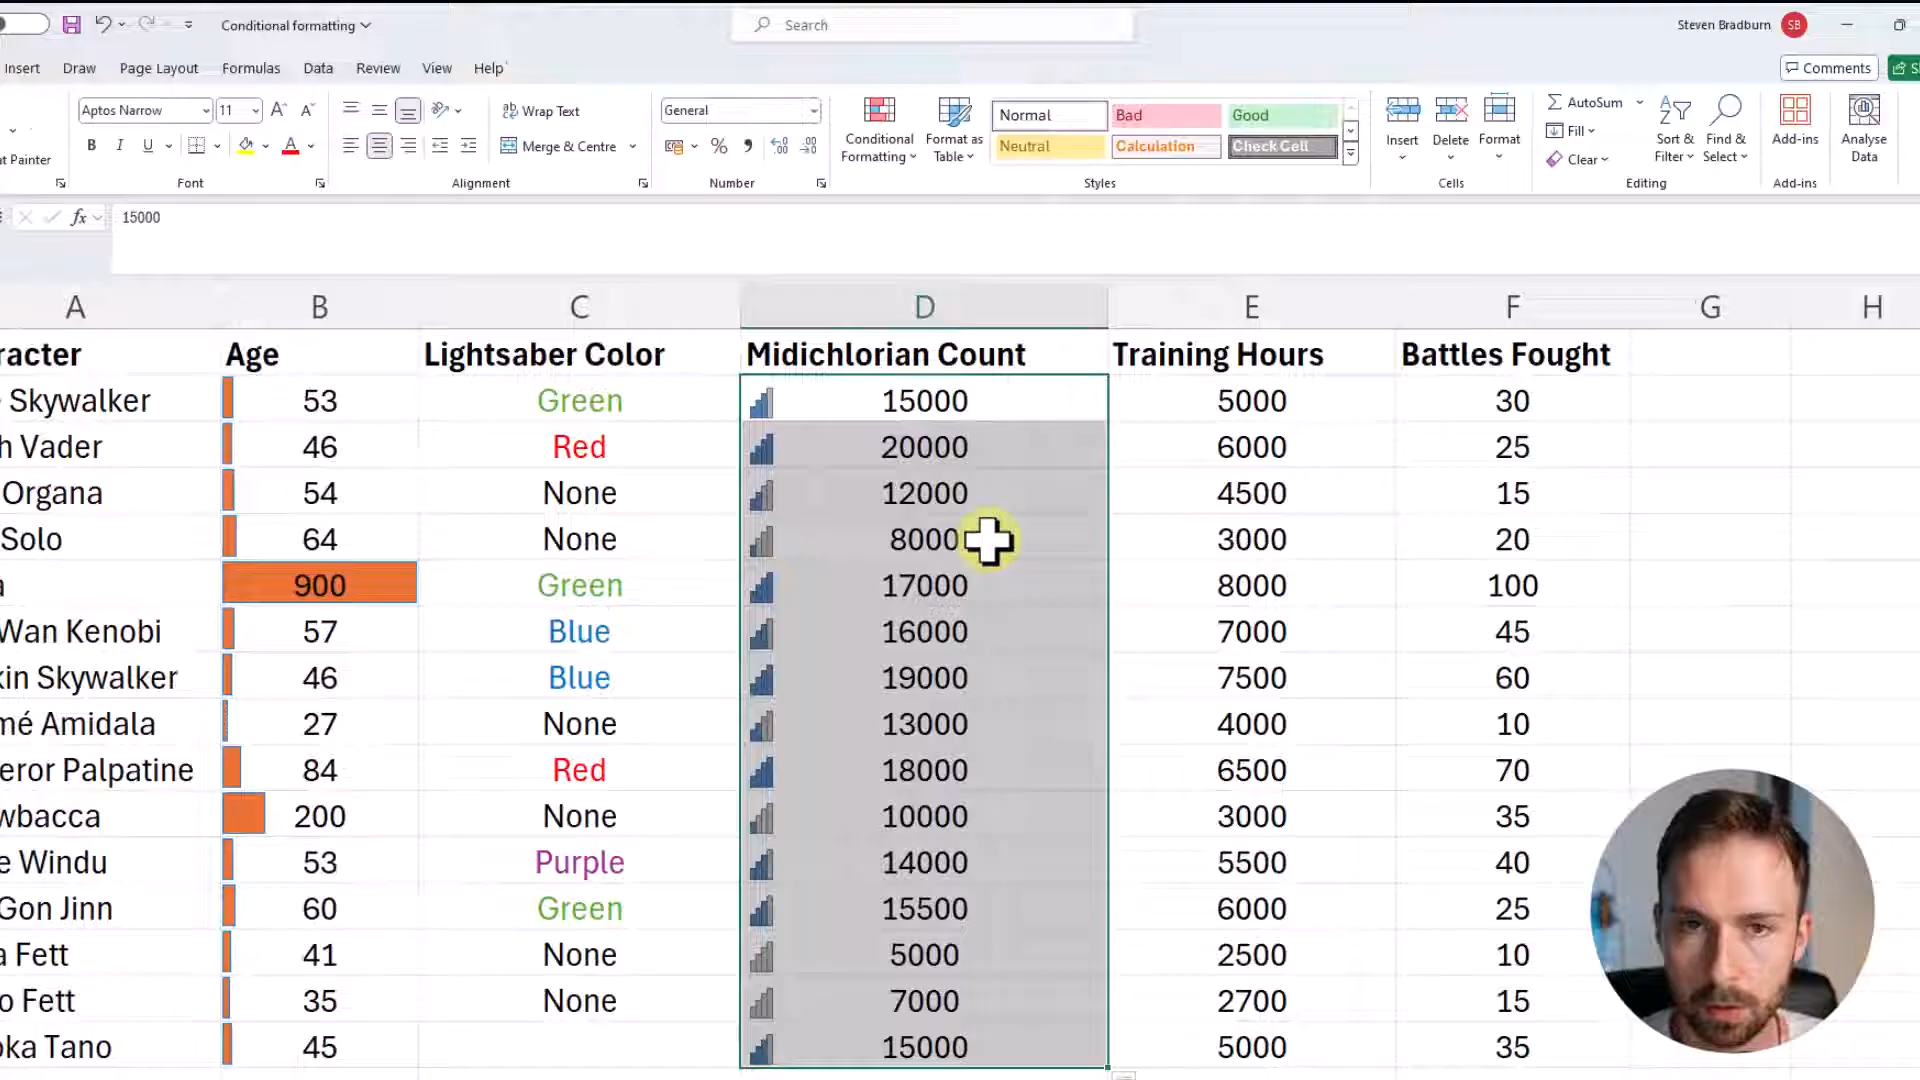 Conditional formatting
Search
Steven Bradburn
SB
Insert Draw Page Layout Formulas Data Review View Help
Comments
Aptos Narrow 11
Wrap Text
General
Conditional Formatting
Format as Table
Normal Bad Good
Neutral Calculation Check Cell
Insert Delete Format
AutoSum
Fill
Clear
Sort & Filter
Find & Select
Add-ins
Analyse Data
B I U
Merge & Centre
Painter
Font Alignment Number Styles Cells Editing Add-ins
fx 15000
A B C D E F G H
racter Age Lightsaber Color Midichlorian Count Training Hours Battles Fought
Skywalker 53 Green 15000 5000 30
h Vader 46 Red 20000 6000 25
Organa 54 None 12000 4500 15
Solo 64 None 8000 3000 20
a 900 Green 17000 8000 100
Wan Kenobi 57 Blue 16000 7000 45
kin Skywalker 46 Blue 19000 7500 60
mé Amidala 27 None 13000 4000 10
eror Palpatine 84 Red 18000 6500 70
wbacca 200 None 10000 3000 35
e Windu 53 Purple 14000 5500 40
Gon Jinn 60 Green 15500 6000 25
a Fett 41 None 5000 2500 10
o Fett 35 None 7000 2700 15
oka Tano 45 15000 5000 35